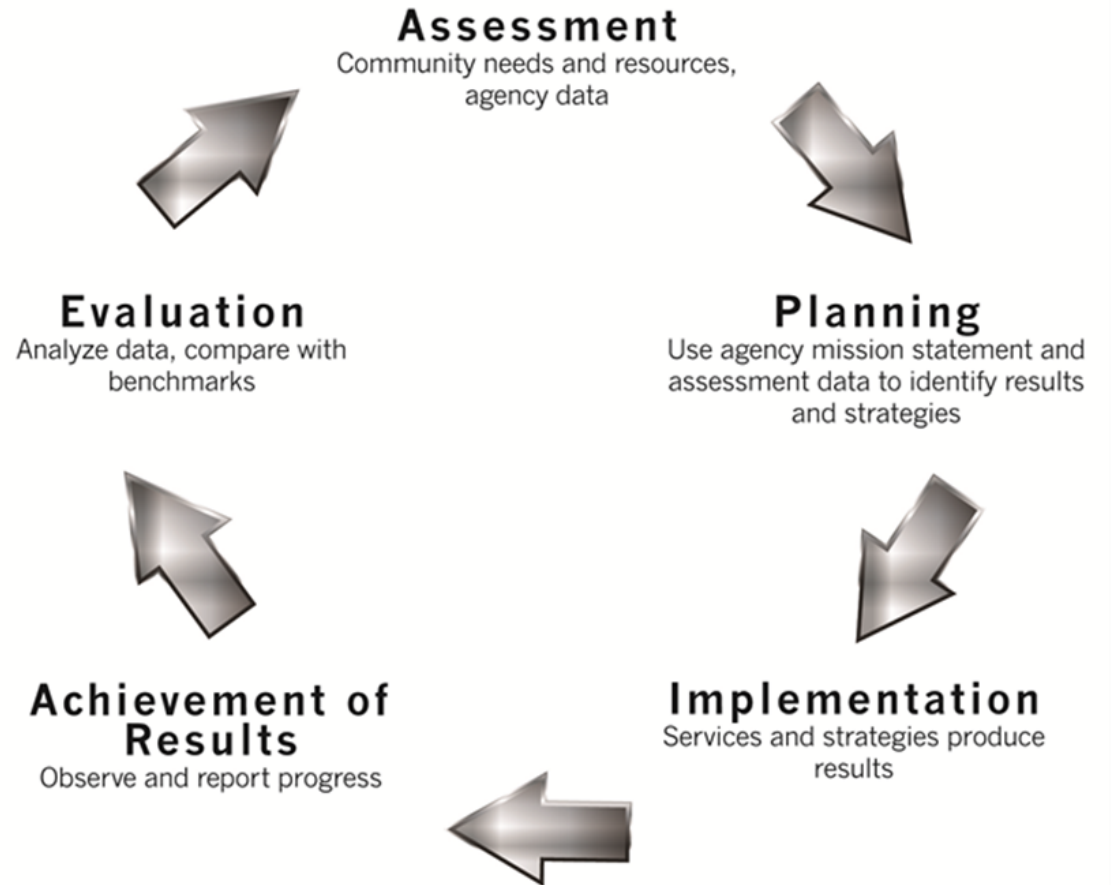 Assessment
Community needs and resources,
agency data
Planning
Use agency mission statement and
assessment data to identify results
and strategies
Implementation
Services and strategies produce
results
Achievement of
Results
Observe and report progress
Evaluation
Analyze data, compare with
benchmarks